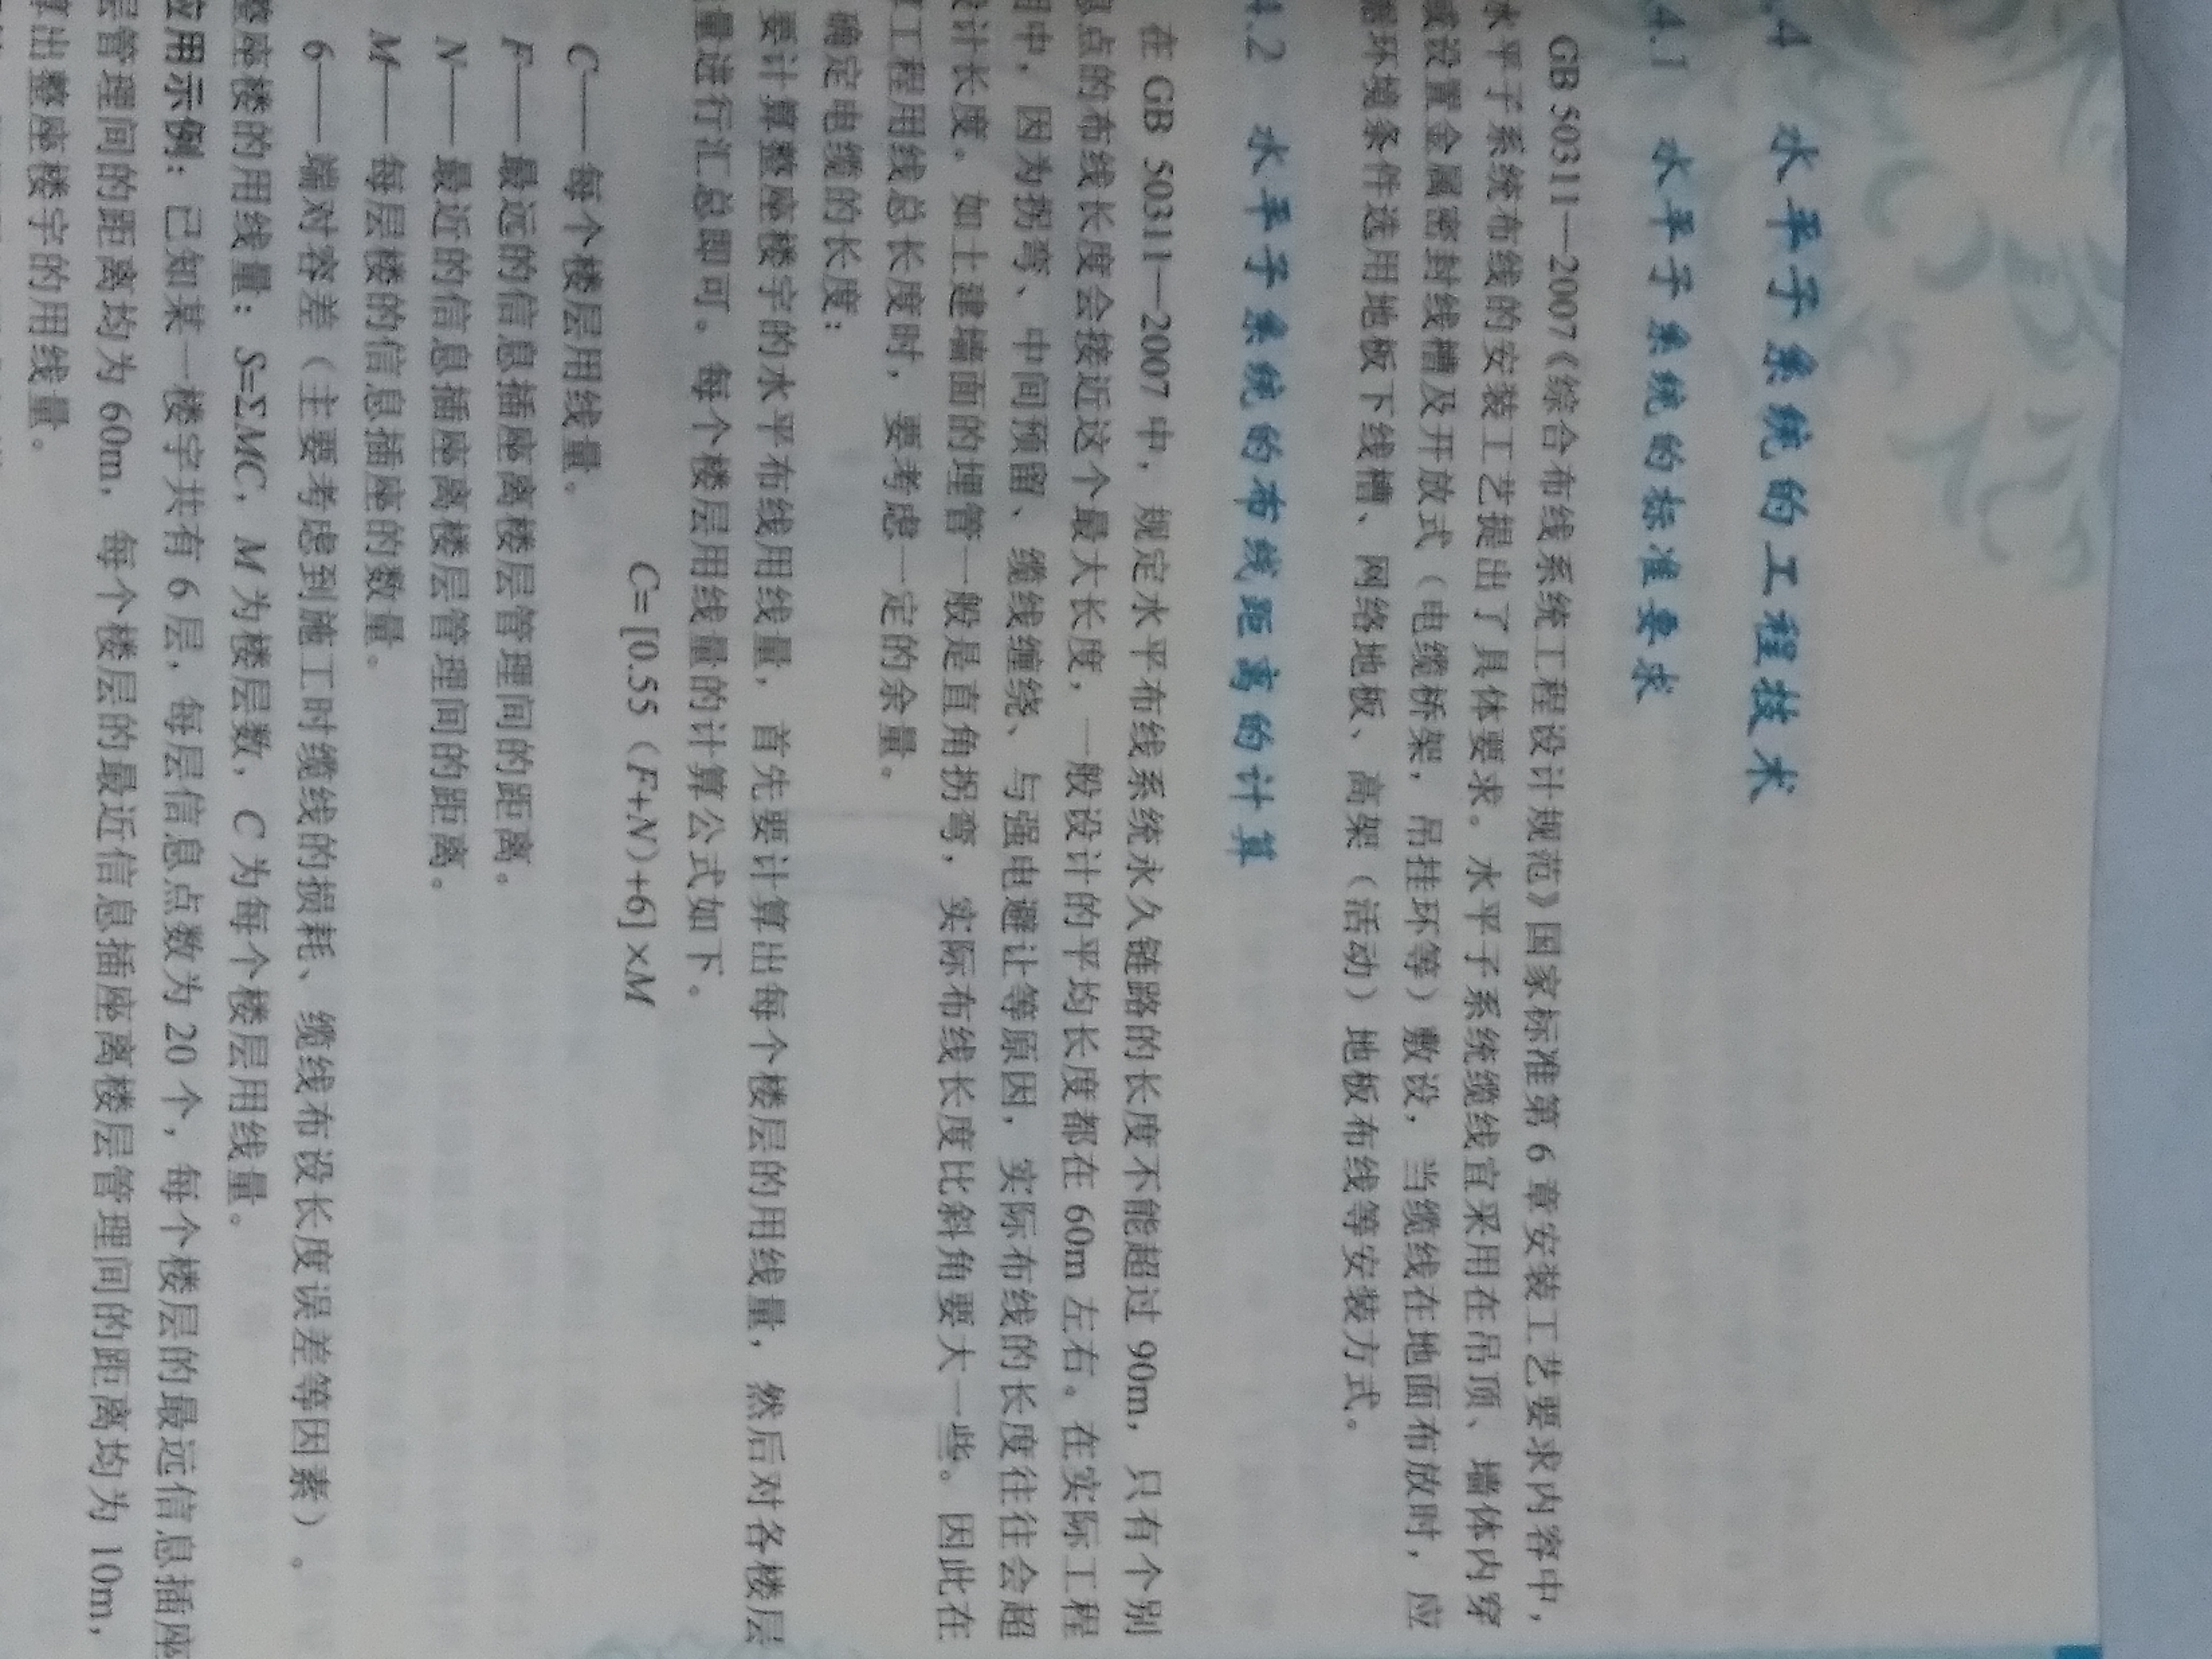 .4 水平子系统的工程技术
4.1 水平子系统的标准要求
GB 50311—2007《综合布线系统工程设计规范》国家标准第 6 章安装工艺要求内容中，
水平子系统布线的安装工艺提出了具体要求。水平子系统缆线宜采用在吊顶、墙体内穿
或设置金属密封线槽及开放式（电缆桥架，吊挂环等）敷设，当缆线在地面布放时，应
据环境条件选用地板下线槽、网络地板、高架（活动）地板布线等安装方式。
4.2 水平子系统的布线距离的计算
在 GB 50311—2007 中，规定水平布线系统永久链路的长度不能超过 90m，只有个别
息点的布线长度会接近这个最大长度，一般设计的平均长度都在 60m 左右。在实际工程
用中，因为拐弯、中间预留、缆线缠绕、与强电避让等原因，实际布线的长度往往会超
设计长度。如土建墙面的埋管一般是直角拐弯，实际布线长度比斜角要大一些。因此在
算工程用线总长度时，要考虑一定的余量。
确定电缆的长度：
要计算整座楼宇的水平布线用线量，首先要计算出每个楼层的用线量，然后对各楼层
量进行汇总即可。每个楼层用线量的计算公式如下。
C= [0.55（F+N）+6] ×M
C——每个楼层用线量。
F——最远的信息插座离楼层管理间的距离。
N——最近的信息插座离楼层管理间的距离。
M——每层楼的信息插座的数量。
6——端对容差（主要考虑到施工时缆线的损耗、缆线布设长度误差等因素）。
整座楼的用线量：S=ΣMC，M 为楼层数，C 为每个楼层用线量。
应用示例：已知某一楼宇共有 6 层，每层信息点数为 20 个，每个楼层的最远信息插座
层管理间的距离均为 60m，每个楼层的最近信息插座离楼层管理间的距离均为 10m，
算出整座楼宇的用线量。